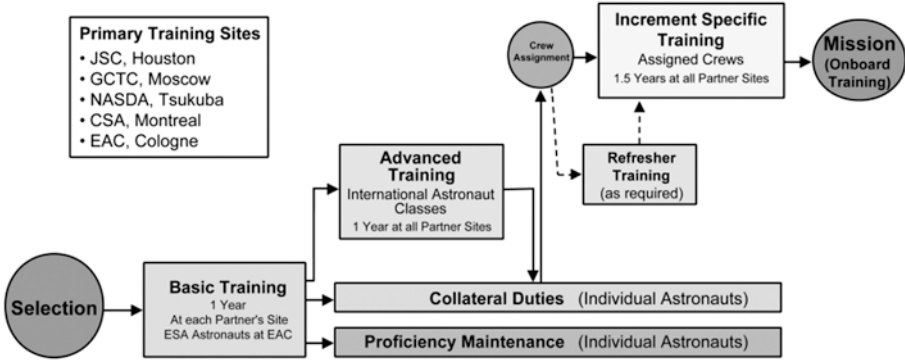 Primary Training Sites
• JSC, Houston
• GCTC, Moscow
• NASDA, Tsukuba
• CSA, Montreal
• EAC, Cologne
Crew
Assignment
Increment Specific
Training
Assigned Crews
1.5 Years at all Partner Sites
Mission
(Onboard
Training)
Advanced
Training
International Astronaut
Classes
1 Year at all Partner Sites
Refresher
Training
(as required)
Selection
Basic Training
1 Year
At each Partner's Site
ESA Astronauts at EAC
Collateral Duties (Individual Astronauts)
Proficiency Maintenance (Individual Astronauts)